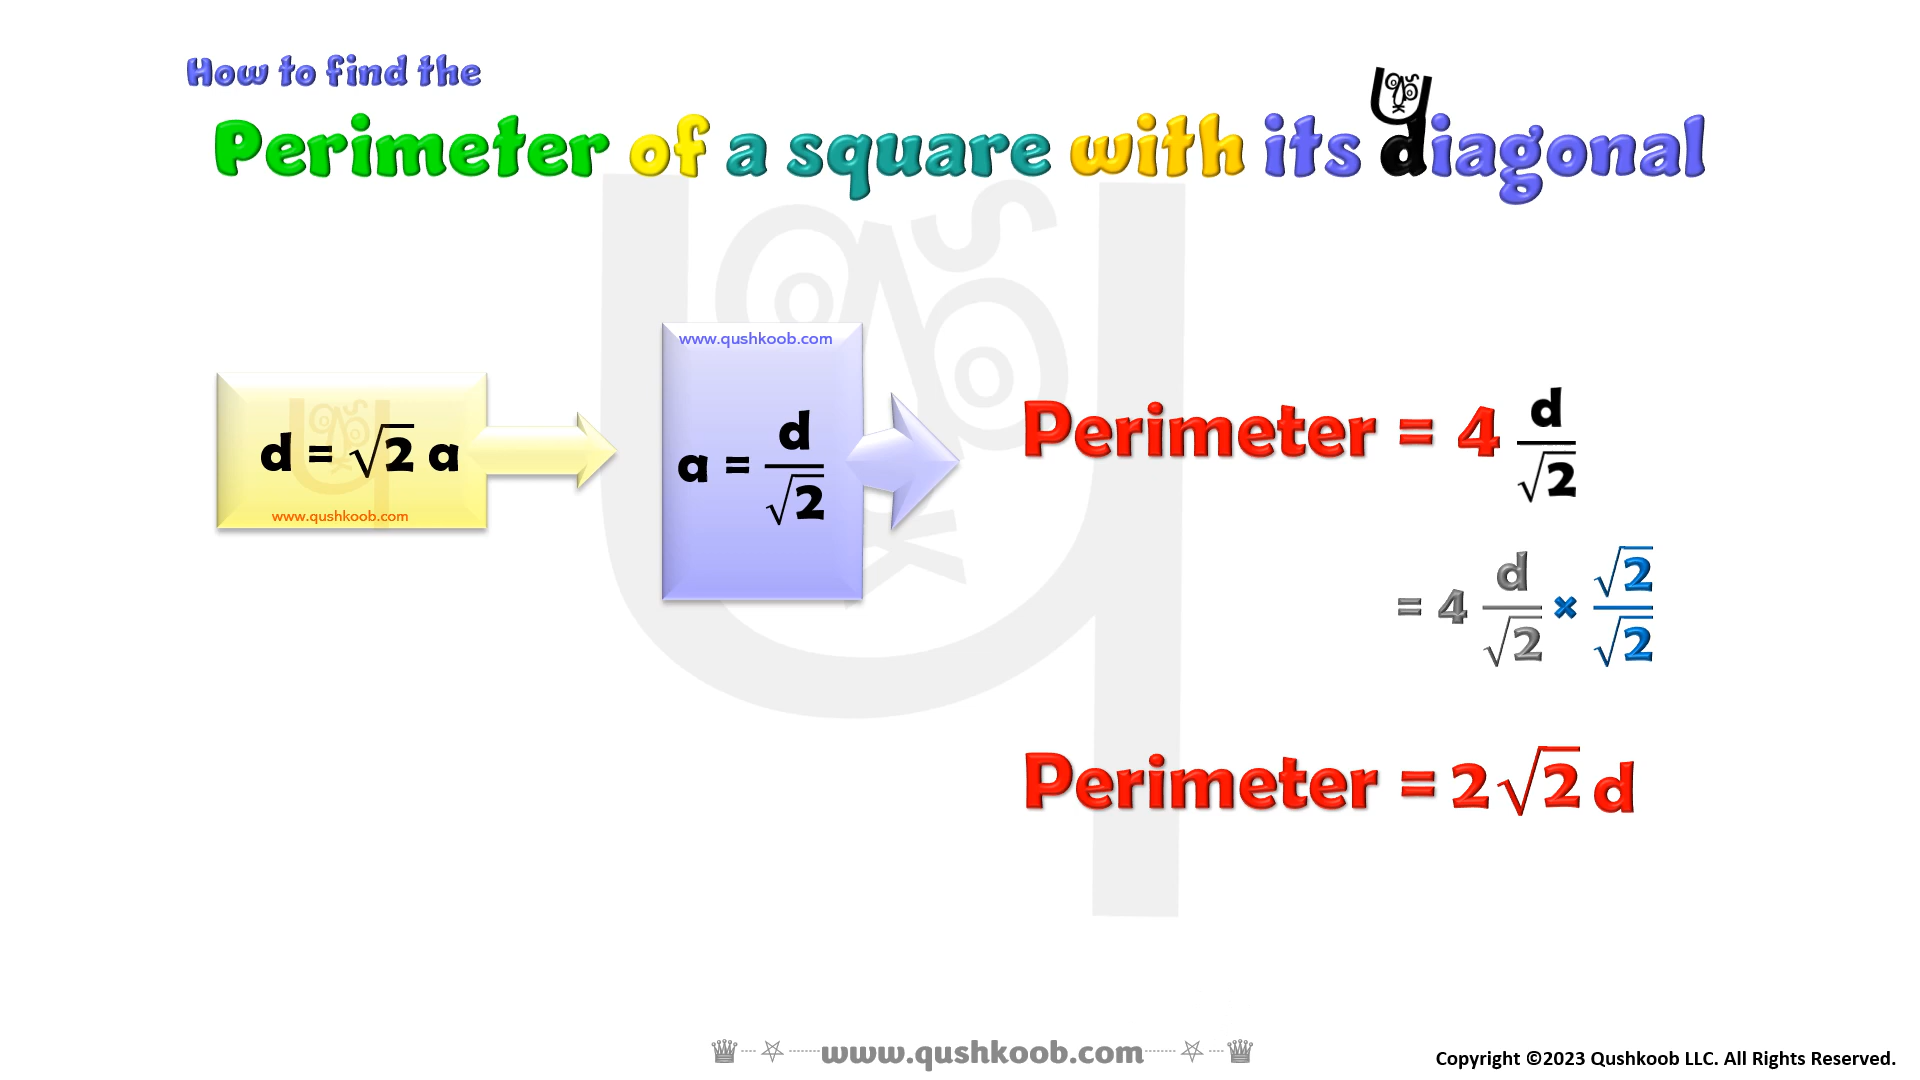 How to find the
Perimeter of a square with its diagonal
d = √2 a
www.qushkoob.com
www.qushkoob.com
a = d/√2
Perimeter = 4 d/√2
= 4 d/√2 × √2/√2
Perimeter = 2√2 d
www.qushkoob.com
Copyright ©2023 Qushkoob LLC. All Rights Reserved.